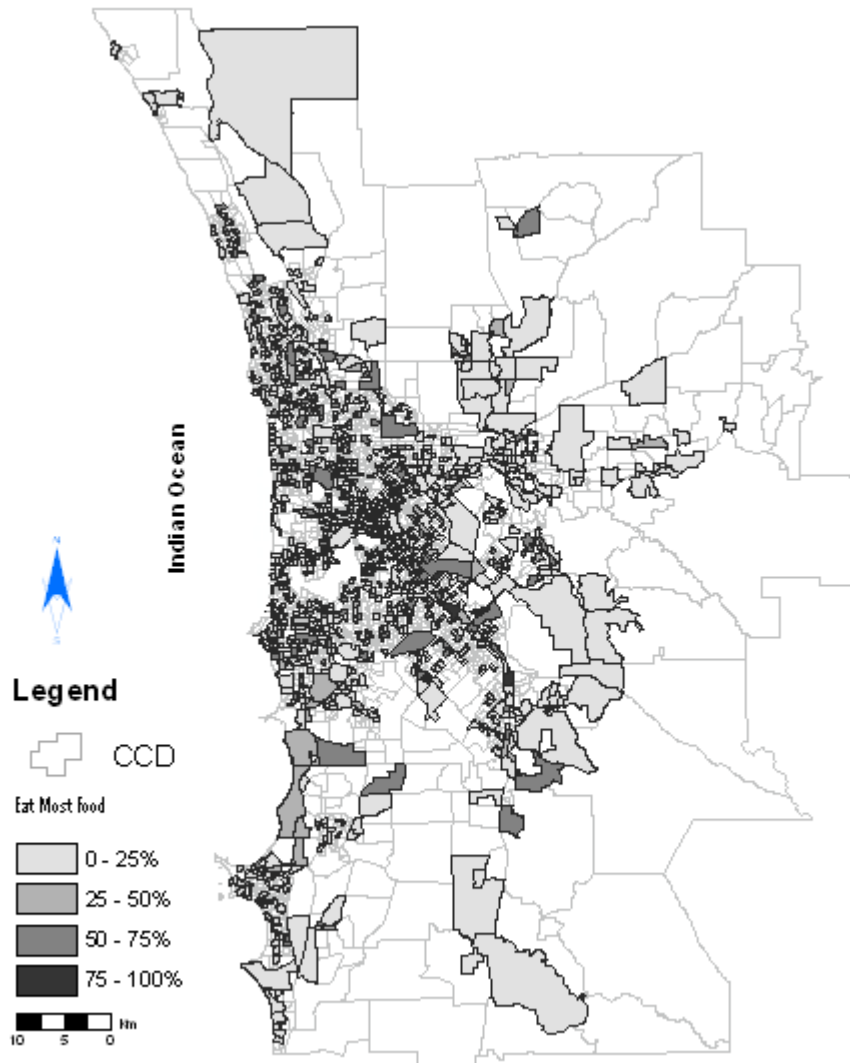 Indian Ocean
N
S
Legend
CCD
Eat Most Food
0 - 25%
25 - 50%
50 - 75%
75 - 100%
Km
10 5 0